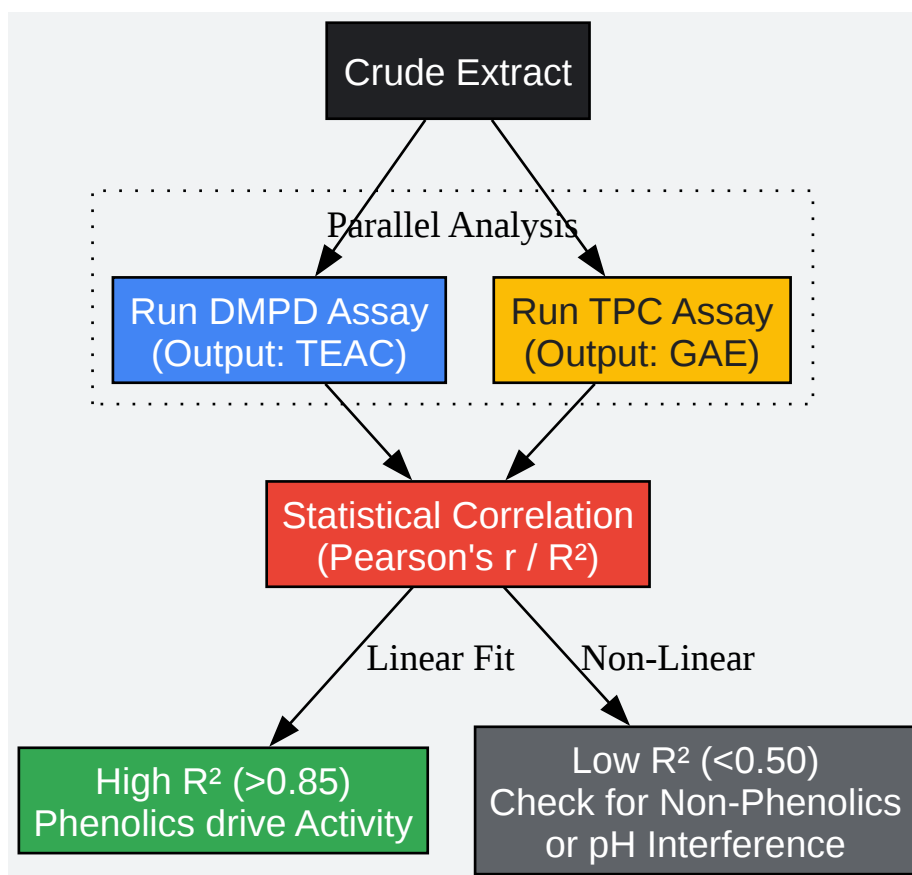 Crude Extract
Parallel Analysis
Run DMPD Assay
(Output: TEAC)
Run TPC Assay
(Output: GAE)
Statistical Correlation
(Pearson's r / R²)
Linear Fit
Non-Linear
High R² (>0.85)
Phenolics drive Activity
Low R² (<0.50)
Check for Non-Phenolics
or pH Interference